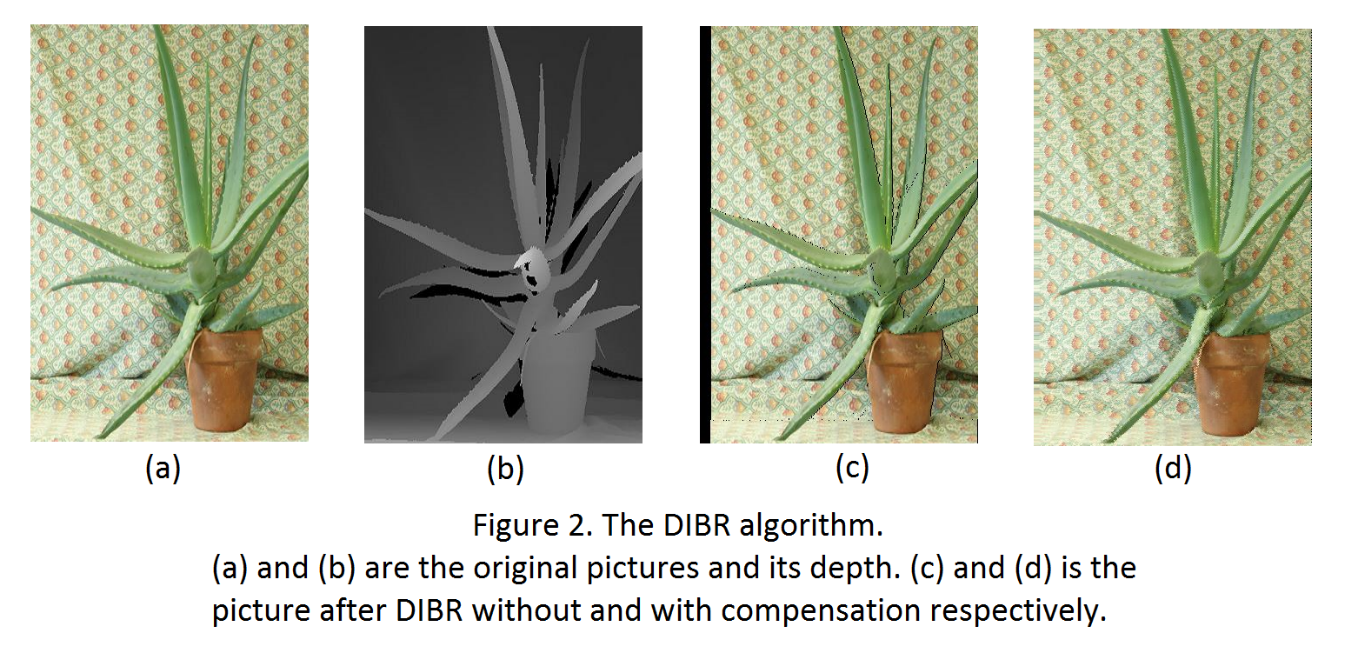 (a)
(b)
(c)
(d)
Figure 2. The DIBR algorithm.
(a) and (b) are the original pictures and its depth. (c) and (d) is the
picture after DIBR without and with compensation respectively.